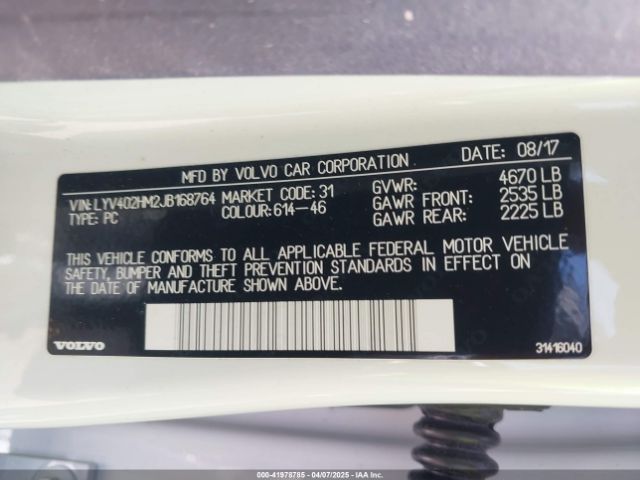 MFD BY VOLVO CAR CORPORATION DATE: 08/17
VIN: LYV402HM2JB168764 MARKET CODE: 31 GVWR: 4670 LB
TYPE: PC COLOUR: 614-46 GAWR FRONT: 2535 LB
GAWR REAR: 2225 LB
THIS VEHICLE CONFORMS TO ALL APPLICABLE FEDERAL MOTOR VEHICLE
SAFETY, BUMPER AND THEFT PREVENTION STANDARDS IN EFFECT ON
THE DATE OF MANUFACTURE SHOWN ABOVE.
VOLVO 31416040
000-41978785 - 04/07/2025 - IAAI.COM